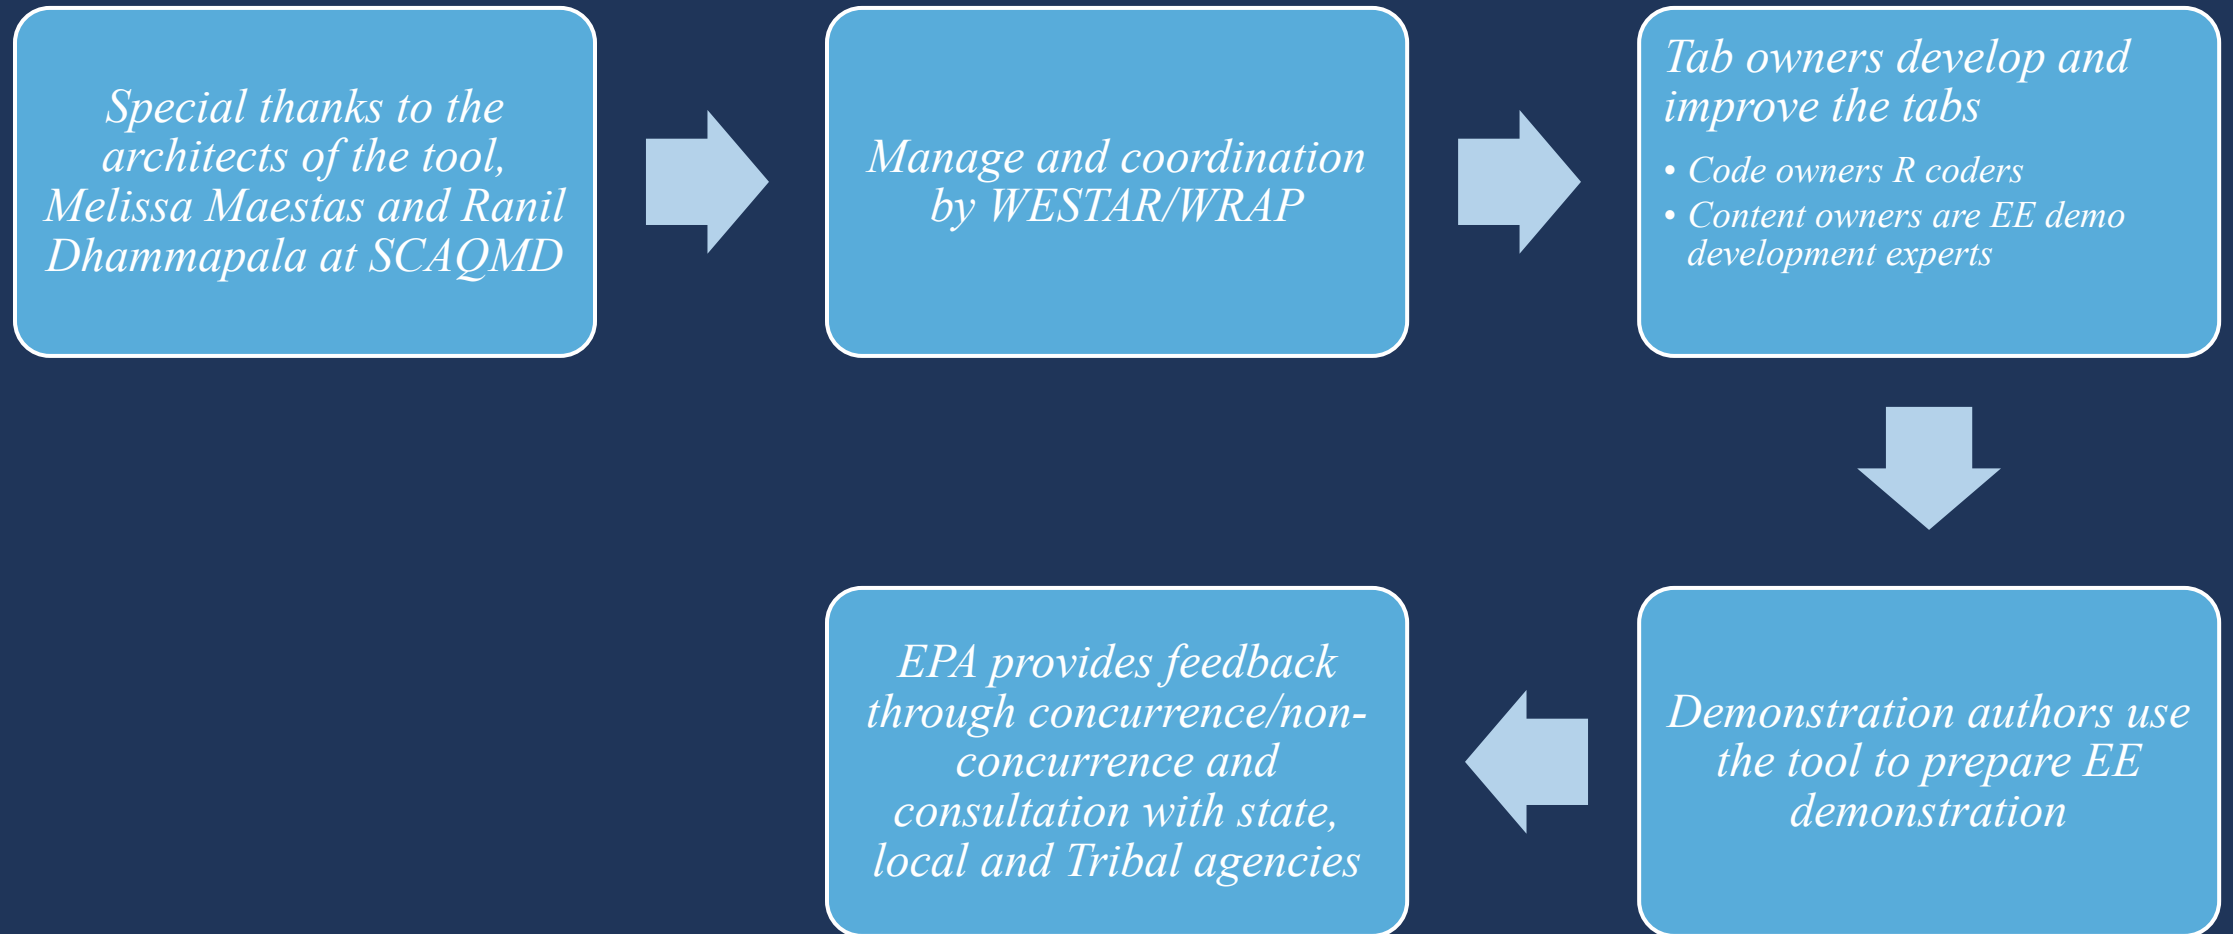 Special thanks to the
architects of the tool,
Melissa Maestas and Ranil
Dhammapala at SCAQMD
Manage and coordination
by WESTAR/WRAP
Tab owners develop and
improve the tabs
• Code owners R coders
• Content owners are EE demo
development experts
Demonstration authors use
the tool to prepare EE
demonstration
EPA provides feedback
through concurrence/non-
concurrence and
consultation with state,
local and Tribal agencies